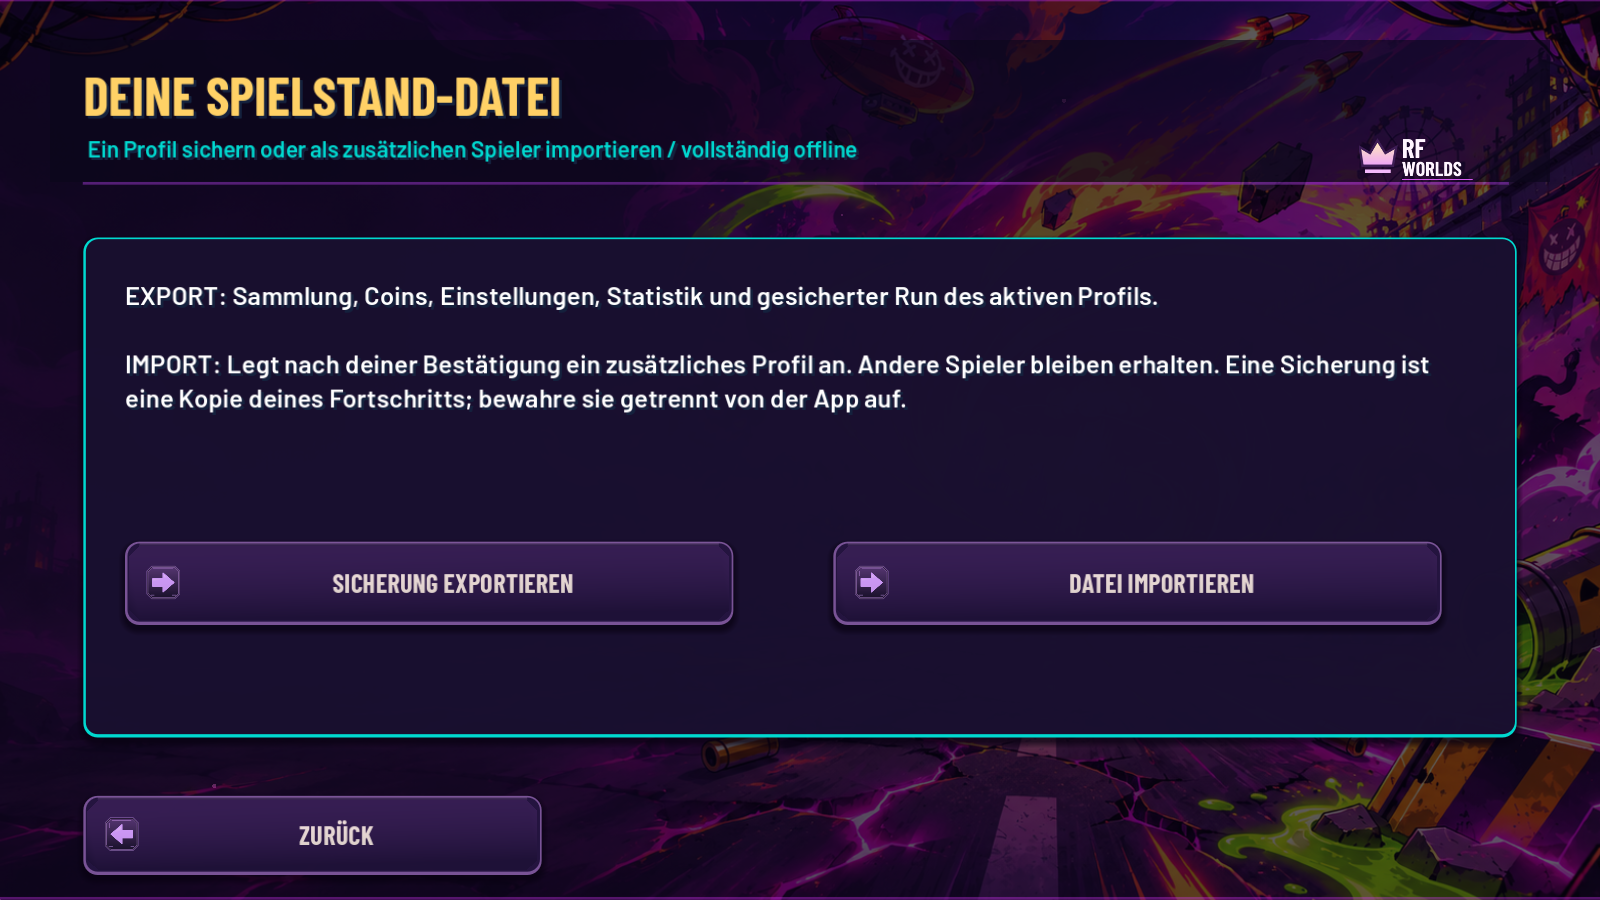 DEINE SPIELSTAND-DATEI
Ein Profil sichern oder als zusätzlichen Spieler importieren / vollständig offline
RF
WORLDS
EXPORT: Sammlung, Coins, Einstellungen, Statistik und gesicherter Run des aktiven Profils.
IMPORT: Legt nach deiner Bestätigung ein zusätzliches Profil an. Andere Spieler bleiben erhalten. Eine Sicherung ist
eine Kopie deines Fortschritts; bewahre sie getrennt von der App auf.
SICHERUNG EXPORTIEREN
DATEI IMPORTIEREN
ZURÜCK